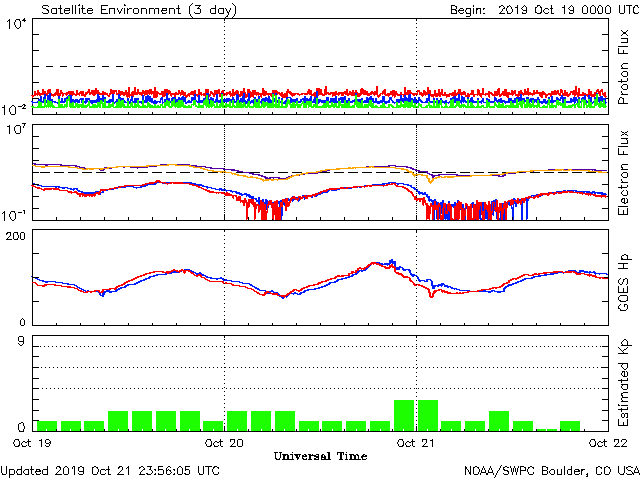 Satellite Environment (3 day) Begin: 2019 Oct 19 0000 UTC
10^4
10^-2
Proton Flux
10^7
10^-1
Electron Flux
200
0
GOES Hp
9
0
Estimated Kp
Oct 19 Oct 20 Oct 21 Oct 22
Universal Time
Updated 2019 Oct 21 23:56:05 UTC NOAA/SWPC Boulder, CO USA